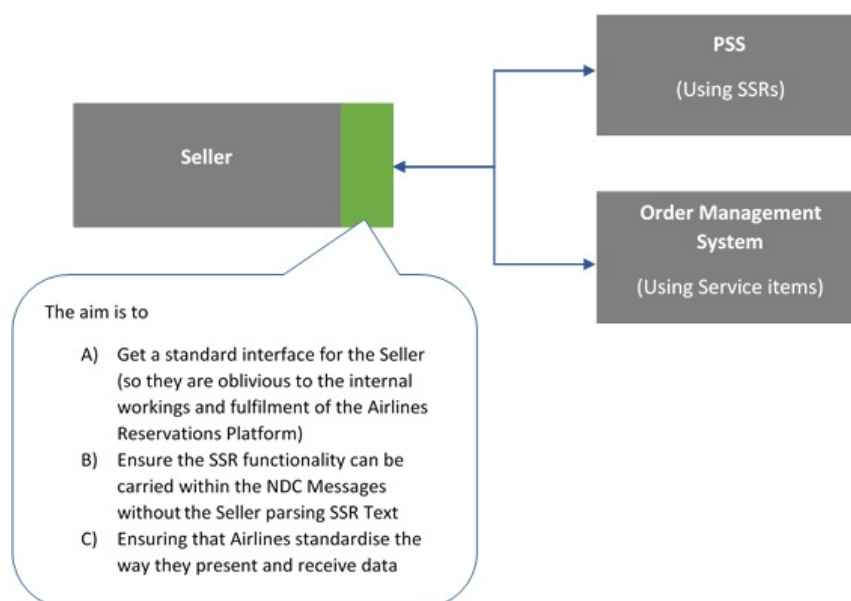 PSS
(Using SSRs)
Seller
Order Management
System
(Using Service items)
The aim is to
A) Get a standard interface for the Seller
(so they are oblivious to the internal
workings and fulfilment of the Airlines
Reservations Platform)
B) Ensure the SSR functionality can be
carried within the NDC Messages
without the Seller parsing SSR Text
C) Ensuring that Airlines standardise the
way they present and receive data